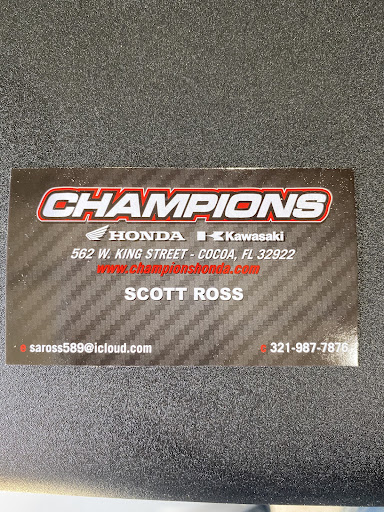 CHAMPIONS
HONDA Kawasaki
562 W. KING STREET - COCOA, FL 32922
www.championshonda.com
SCOTT ROSS
e saross589@icloud.com c 321-987-7876